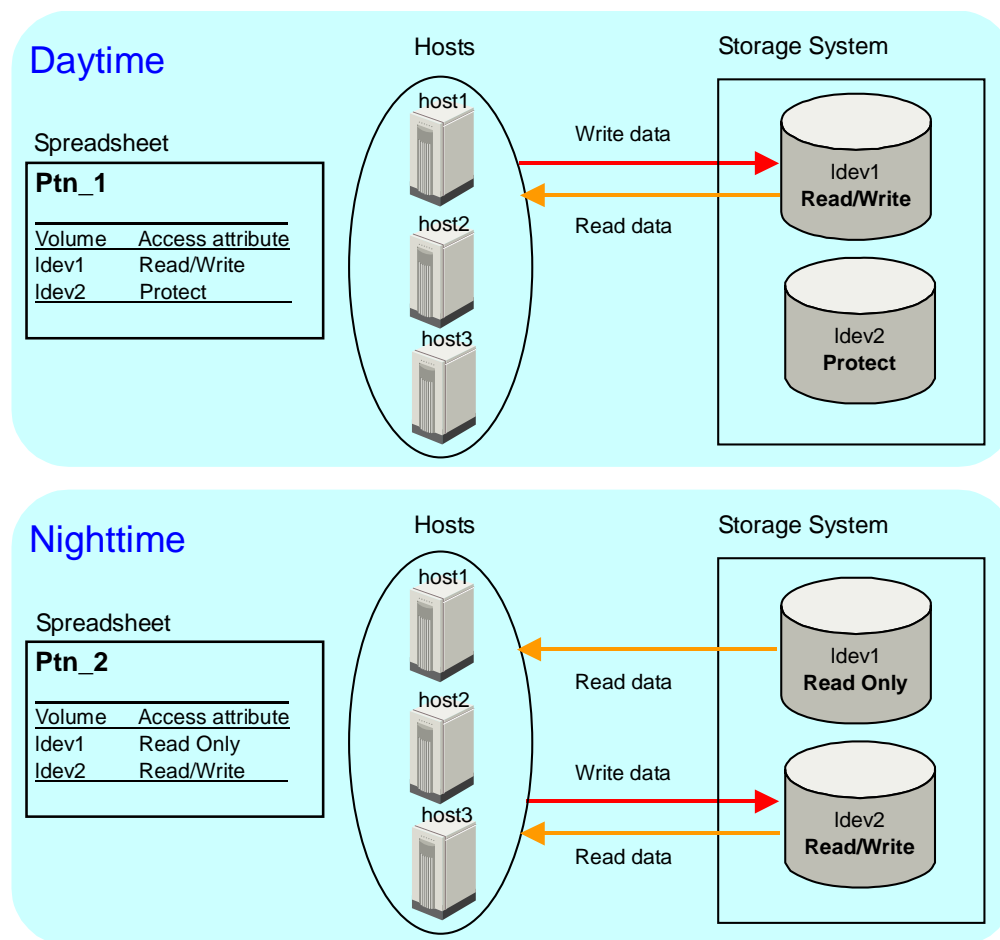 Daytime
Hosts
Storage System
Spreadsheet
Ptn_1
Volume Access attribute
ldev1 Read/Write
ldev2 Protect
host1
host2
host3
Write data
Read data
ldev1
Read/Write
ldev2
Protect
Nighttime
Hosts
Storage System
Spreadsheet
Ptn_2
Volume Access attribute
ldev1 Read Only
ldev2 Read/Write
host1
host2
host3
Read data
Write data
Read data
ldev1
Read Only
ldev2
Read/Write